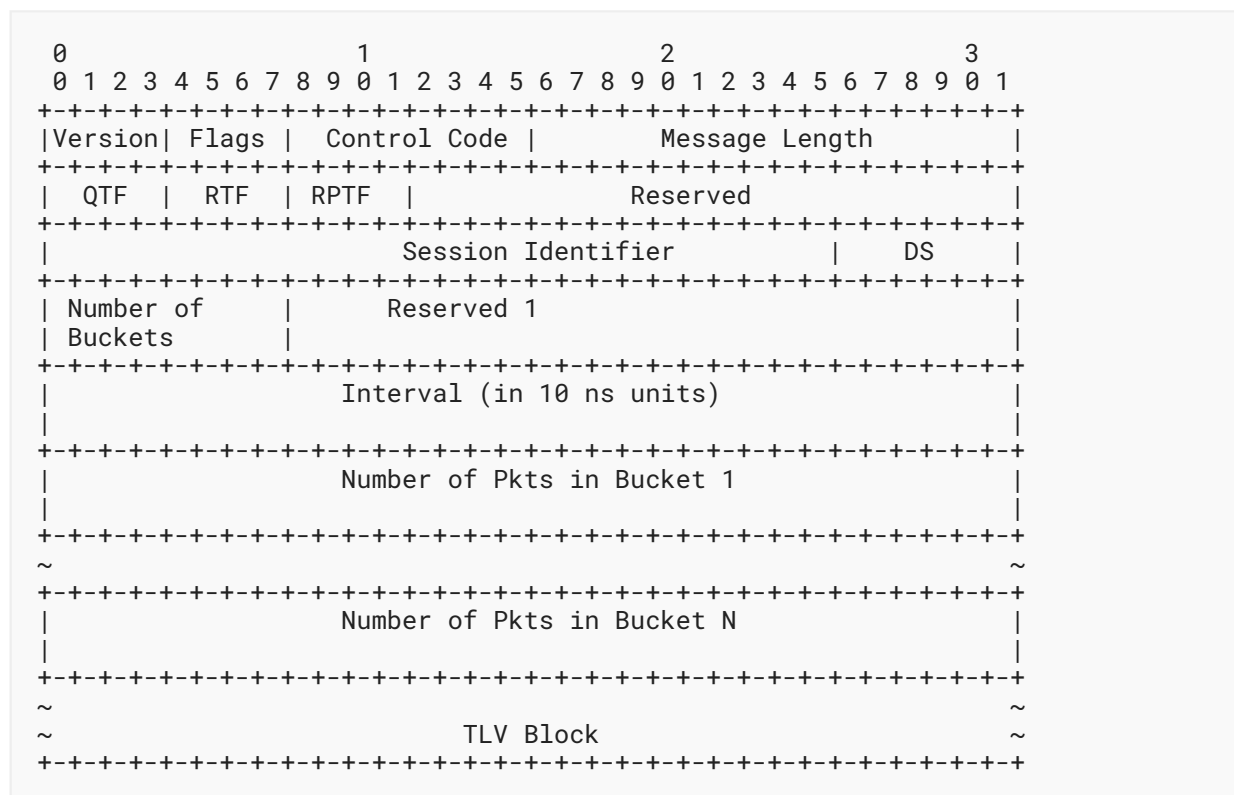 0                   1                   2                   3
 0 1 2 3 4 5 6 7 8 9 0 1 2 3 4 5 6 7 8 9 0 1 2 3 4 5 6 7 8 9 0 1
+-+-+-+-+-+-+-+-+-+-+-+-+-+-+-+-+-+-+-+-+-+-+-+-+-+-+-+-+-+-+-+-+
|Version| Flags |  Control Code |        Message Length         |
+-+-+-+-+-+-+-+-+-+-+-+-+-+-+-+-+-+-+-+-+-+-+-+-+-+-+-+-+-+-+-+-+
|  QTF  |  RTF  | RPTF  |              Reserved                 |
+-+-+-+-+-+-+-+-+-+-+-+-+-+-+-+-+-+-+-+-+-+-+-+-+-+-+-+-+-+-+-+-+
|                       Session Identifier          |    DS     |
+-+-+-+-+-+-+-+-+-+-+-+-+-+-+-+-+-+-+-+-+-+-+-+-+-+-+-+-+-+-+-+-+
| Number of     |      Reserved 1                               |
| Buckets       |                                               |
+-+-+-+-+-+-+-+-+-+-+-+-+-+-+-+-+-+-+-+-+-+-+-+-+-+-+-+-+-+-+-+-+
|                   Interval (in 10 ns units)                   |
|                                                               |
+-+-+-+-+-+-+-+-+-+-+-+-+-+-+-+-+-+-+-+-+-+-+-+-+-+-+-+-+-+-+-+-+
|                   Number of Pkts in Bucket 1                  |
|                                                               |
+-+-+-+-+-+-+-+-+-+-+-+-+-+-+-+-+-+-+-+-+-+-+-+-+-+-+-+-+-+-+-+-+
~                                                               ~
+-+-+-+-+-+-+-+-+-+-+-+-+-+-+-+-+-+-+-+-+-+-+-+-+-+-+-+-+-+-+-+-+
|                   Number of Pkts in Bucket N                  |
|                                                               |
+-+-+-+-+-+-+-+-+-+-+-+-+-+-+-+-+-+-+-+-+-+-+-+-+-+-+-+-+-+-+-+-+
~                                                               ~
~                           TLV Block                           ~
+-+-+-+-+-+-+-+-+-+-+-+-+-+-+-+-+-+-+-+-+-+-+-+-+-+-+-+-+-+-+-+-+